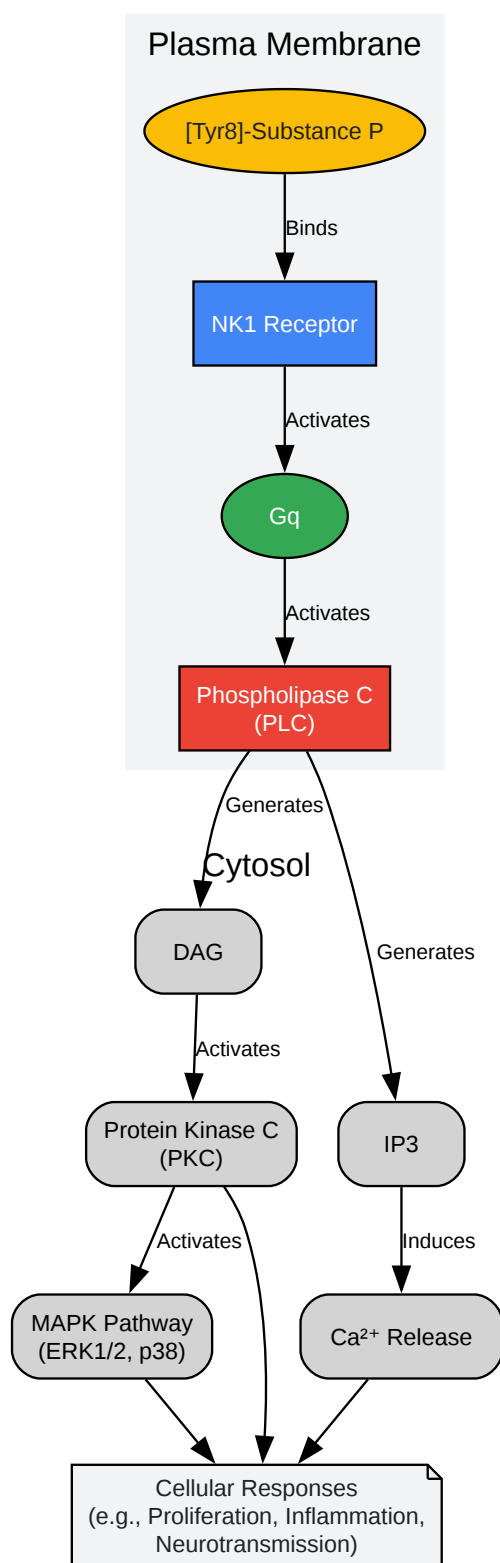 Plasma Membrane
[Tyr8]-Substance P
Binds
NK1 Receptor
Activates
Gq
Activates
Phospholipase C
(PLC)
Generates
Cytosol
DAG
Generates
Activates
Protein Kinase C
(PKC)
IP3
Activates
Induces
MAPK Pathway
(ERK1/2, p38)
Ca²⁺ Release
Cellular Responses
(e.g., Proliferation, Inflammation,
Neurotransmission)